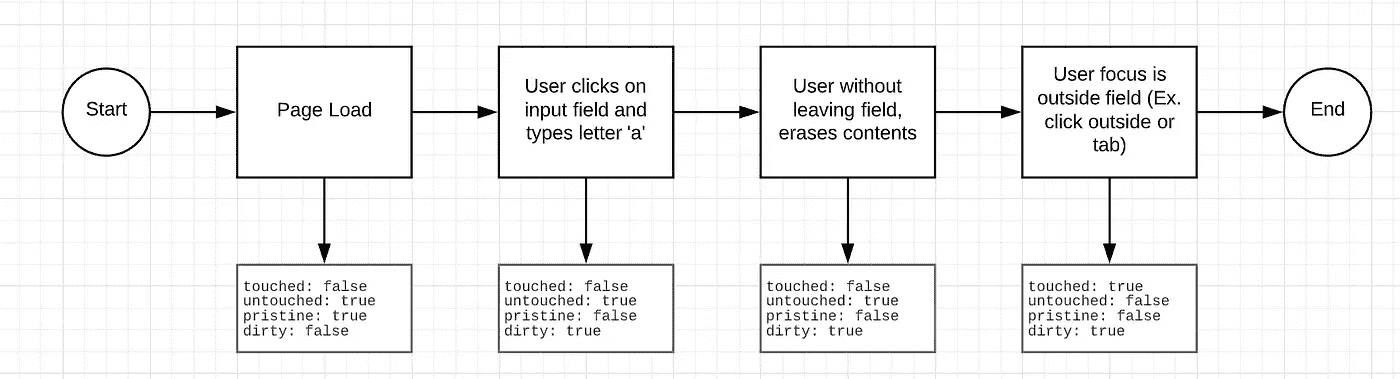 Start
Page Load
User clicks on
input field and
types letter 'a'
User without
leaving field,
erases contents
User focus is
outside field (Ex.
click outside or
tab)
End
touched: false
untouched: true
pristine: true
dirty: false
touched: false
untouched: true
pristine: false
dirty: true
touched: false
untouched: true
pristine: false
dirty: true
touched: true
untouched: false
pristine: false
dirty: true